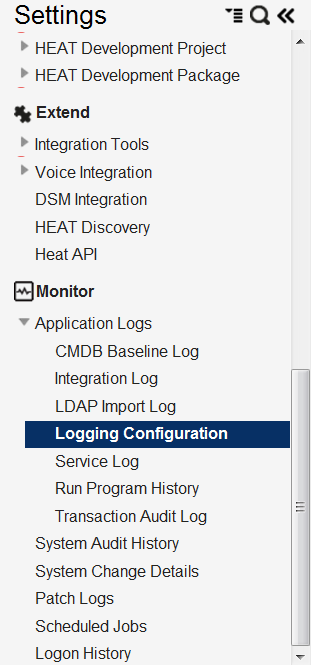 Settings
HEAT Development Project
HEAT Development Package
Extend
Integration Tools
Voice Integration
DSM Integration
HEAT Discovery
Heat API
Monitor
Application Logs
CMDB Baseline Log
Integration Log
LDAP Import Log
Logging Configuration
Service Log
Run Program History
Transaction Audit Log
System Audit History
System Change Details
Patch Logs
Scheduled Jobs
Logon History